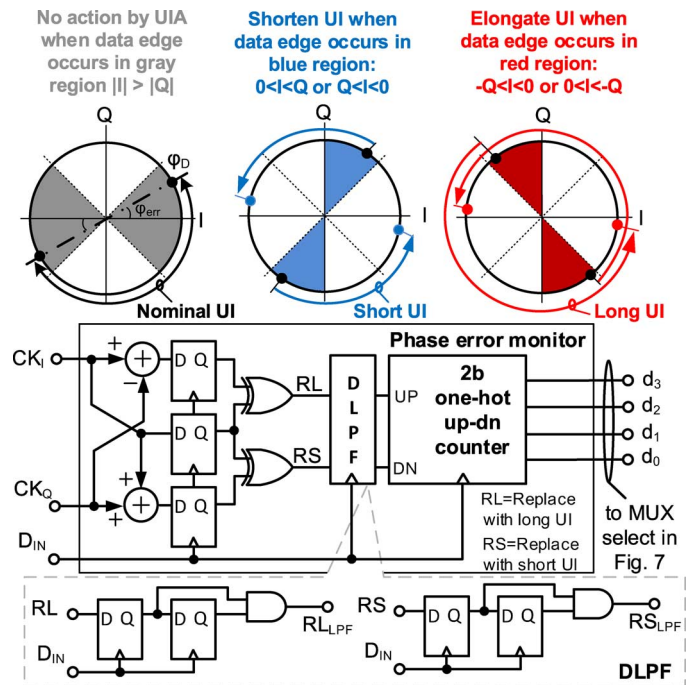 No action by UIA
when data edge
occurs in gray
region |I| > |Q|
Shorten UI when
data edge occurs in
blue region:
0<I<Q or Q<I<0
Elongate UI when
data edge occurs in
red region:
-Q<I<0 or 0<I<-Q
Q
φD
I
φerr
0
Nominal UI
Q
I
0
Short UI
Q
I
0
Long UI
Phase error monitor
CKI
CKQ
DIN
+
−
+
+
+
+
D Q
D Q
D Q
RL
RS
D
L
P
F
UP
DN
2b
one-hot
up-dn
counter
d3
d2
d1
d0
RL=Replace
with long UI
RS=Replace
with short UI
to MUX
select in
Fig. 7
RL
D Q
D Q
RLLPF
DIN
RS
D Q
D Q
RSLPF
DIN
DLPF